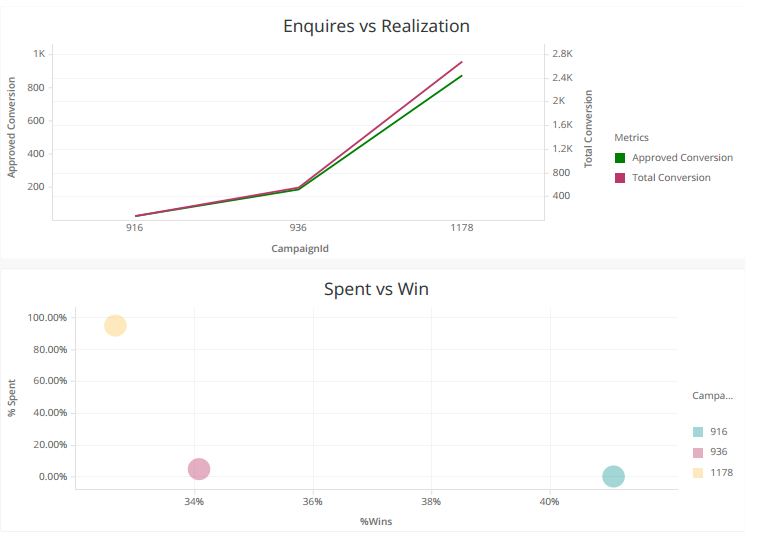 Enquires vs Realization
1K
800
600
400
200
Approved Conversion
2.8K
2.4K
2K
1.6K
1.2K
800
400
Total Conversion
916
936
1178
CampaignId
Metrics
Approved Conversion
Total Conversion
Spent vs Win
100.00%
80.00%
60.00%
40.00%
20.00%
0.00%
% Spent
34%
36%
38%
40%
%Wins
Campa...
916
936
1178